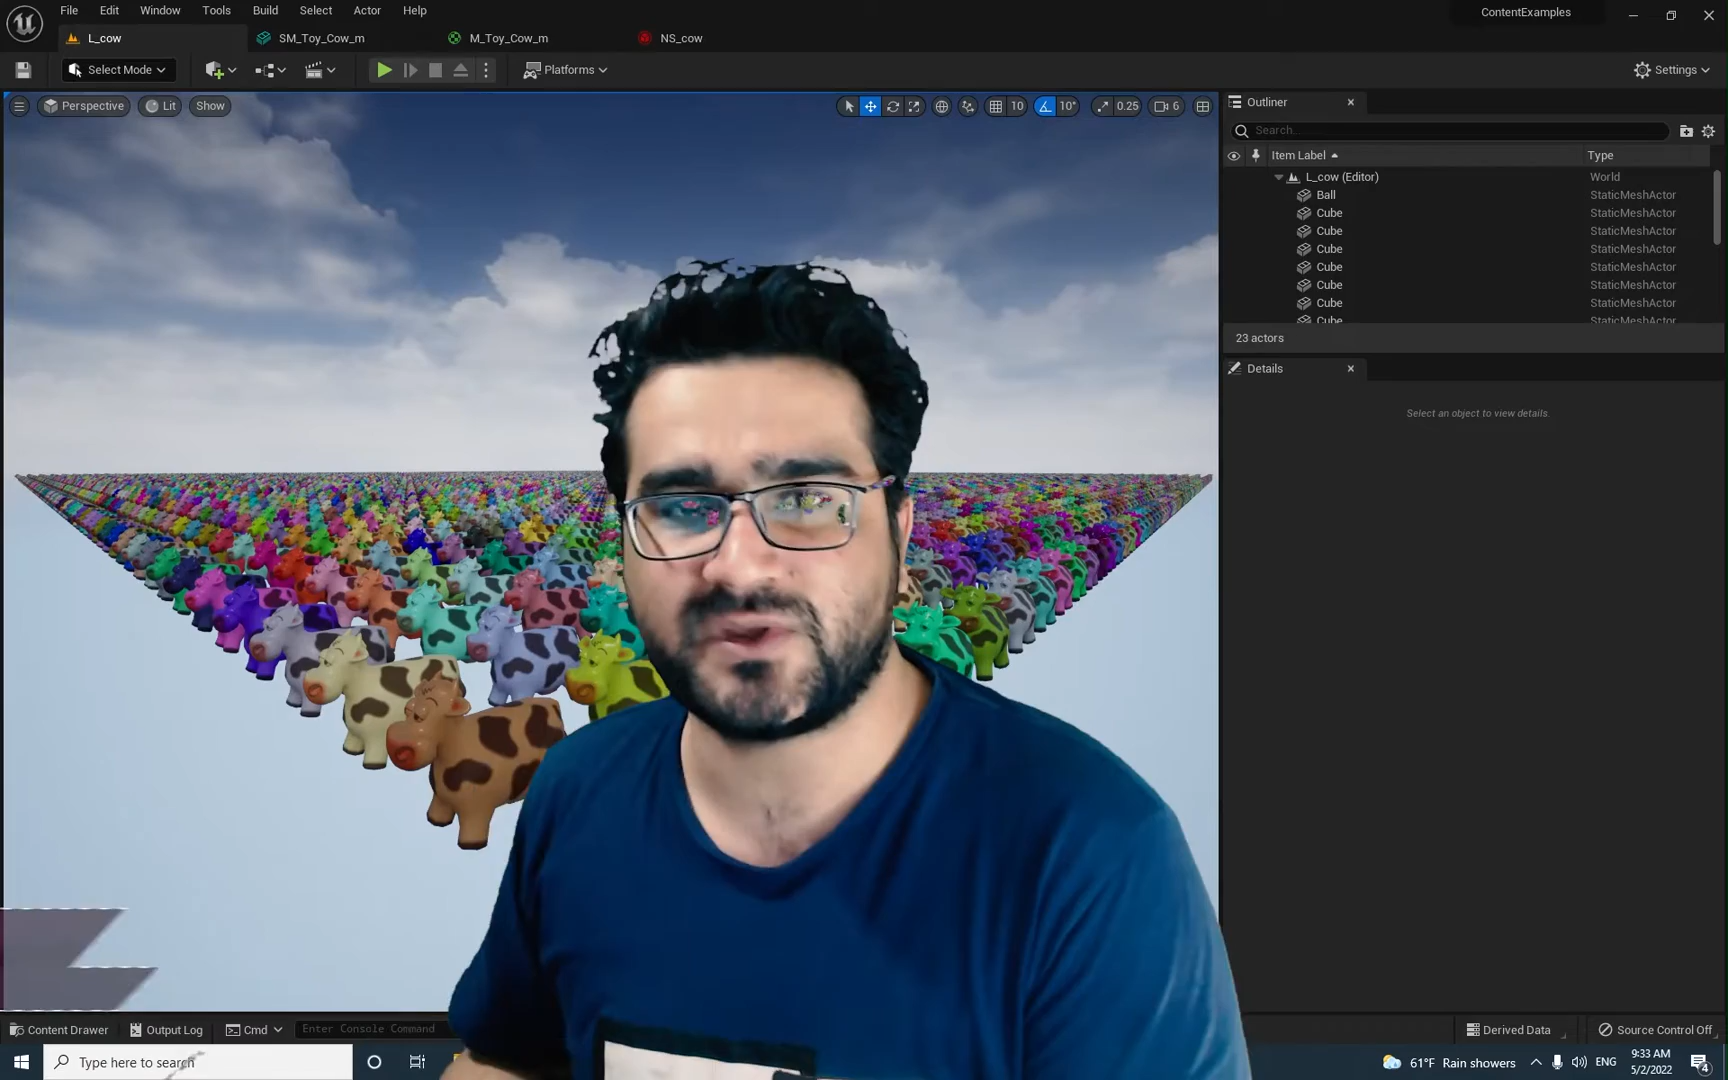 File Edit Window Tools Build Select Actor Help
ContentExamples
L_cow SM_Toy_Cow_m M_Toy_Cow_m NS_cow
Select Mode Platforms Settings
Perspective Lit Show 10 10° 0.25 6
Outliner
Search...
Item Label Type
L_cow (Editor) World
Ball StaticMeshActor
Cube StaticMeshActor
Cube StaticMeshActor
Cube StaticMeshActor
Cube StaticMeshActor
Cube StaticMeshActor
Cube StaticMeshActor
Cube StaticMeshActor
23 actors
Details
Select an object to view details.
Content Drawer Output Log Cmd Enter Console Command Derived Data Source Control Off
Type here to search 61°F Rain showers ENG 9:33 AM
5/2/2022 4